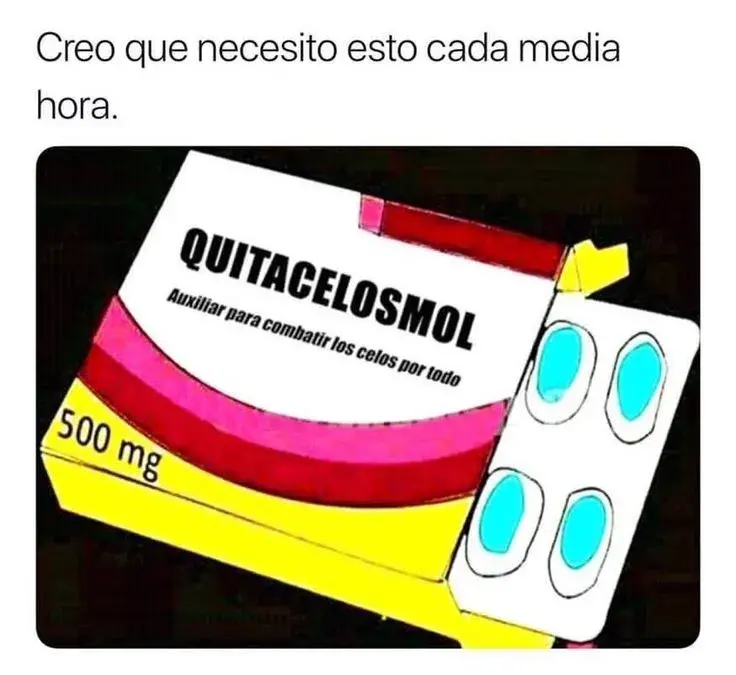 Creo que necesito esto cada media
hora.
QUITACELOSMOL
Auxiliar para combatir los celos por todo
500 mg